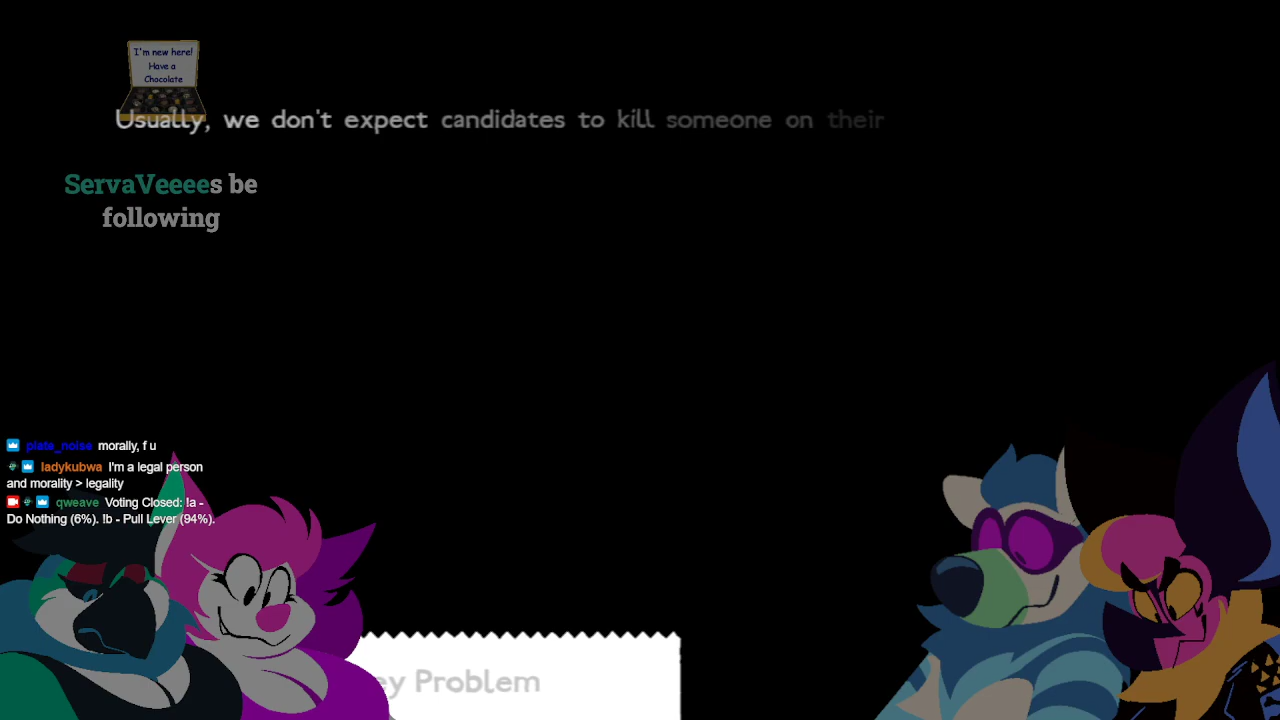 I'm new here!
Have a
Chocolate
Usually, we don't expect candidates to kill someone on their
ServaVeeees be
following
plate_noise morally, f u
ladykubwa I'm a legal person
and morality > legality
qweave Voting Closed: !a -
Do Nothing (6%). !b - Pull Lever (94%).
ey Problem